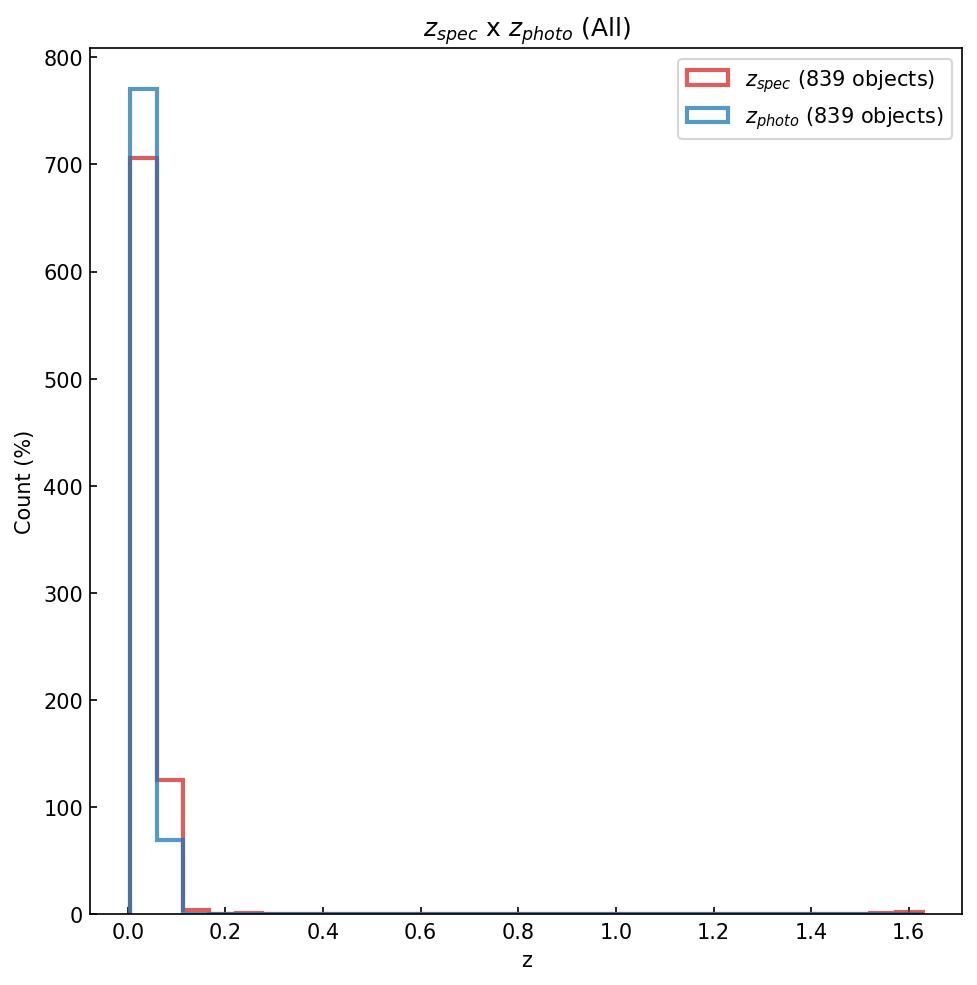 z_spec x z_photo (All)
z_spec (839 objects)
z_photo (839 objects)
Count (%)
800
700
600
500
400
300
200
100
0
0.0 0.2 0.4 0.6 0.8 1.0 1.2 1.4 1.6
z